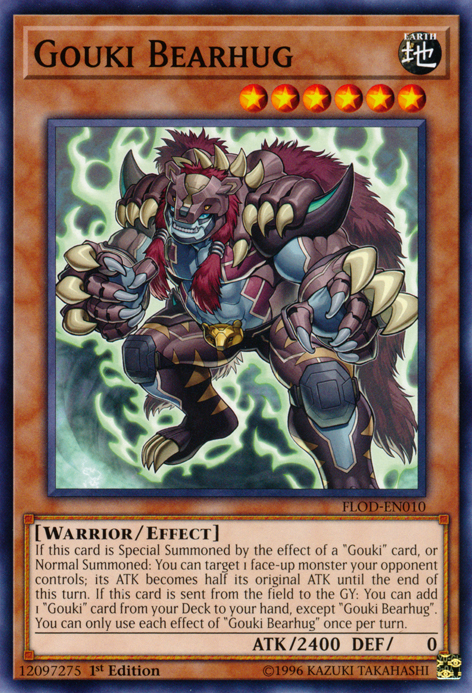 GOUKI BEARHUG
EARTH
地
FLOD-EN010
[WARRIOR/EFFECT]
If this card is Special Summoned by the effect of a "Gouki" card, or
Normal Summoned: You can target 1 face-up monster your opponent
controls; its ATK becomes half its original ATK until the end of
this turn. If this card is sent from the field to the GY: You can add
1 "Gouki" card from your Deck to your hand, except "Gouki Bearhug".
You can only use each effect of "Gouki Bearhug" once per turn.
ATK/2400 DEF/ 0
12097275 1st Edition ©1996 KAZUKI TAKAHASHI